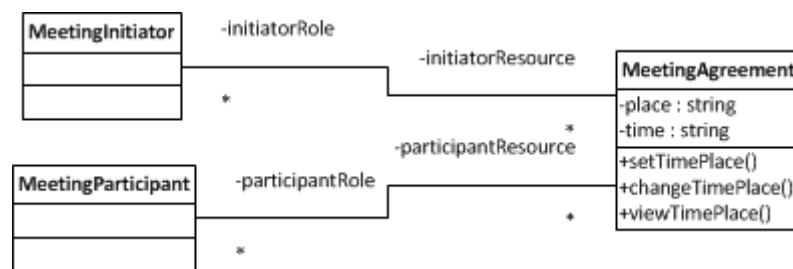 MeetingInitiator
-initiatorRole
*
-initiatorResource
*
MeetingAgreement
-place : string
-time : string
+setTimePlace()
+changeTimePlace()
+viewTimePlace()
MeetingParticipant
-participantRole
*
-participantResource
*